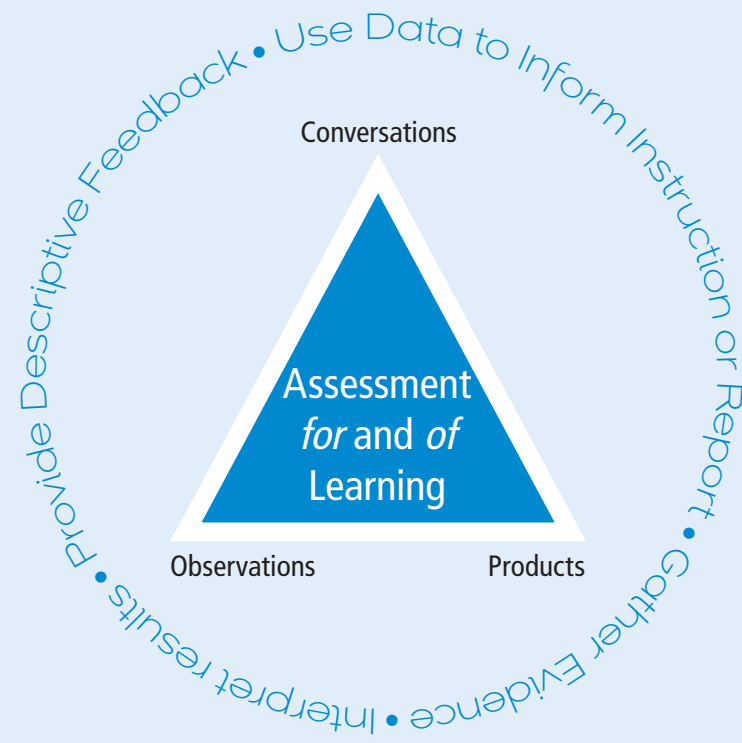 Provide Descriptive Feedback • Use Data to Inform Instruction or Report • Gather Evidence • Interpret results •
Conversations
Assessment
for and of
Learning
Observations
Products